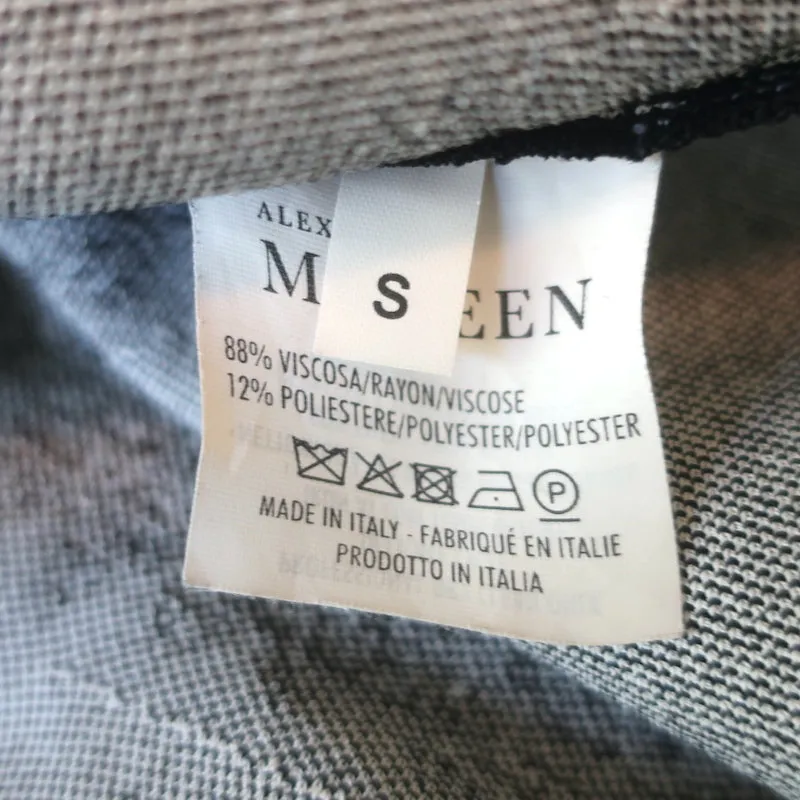 ALEX
M EEN
S
88% VISCOSA/RAYON/VISCOSE
12% POLIESTERE/POLYESTER/POLYESTER
P
MADE IN ITALY - FABRIQUÉ EN ITALIE
PRODOTTO IN ITALIA